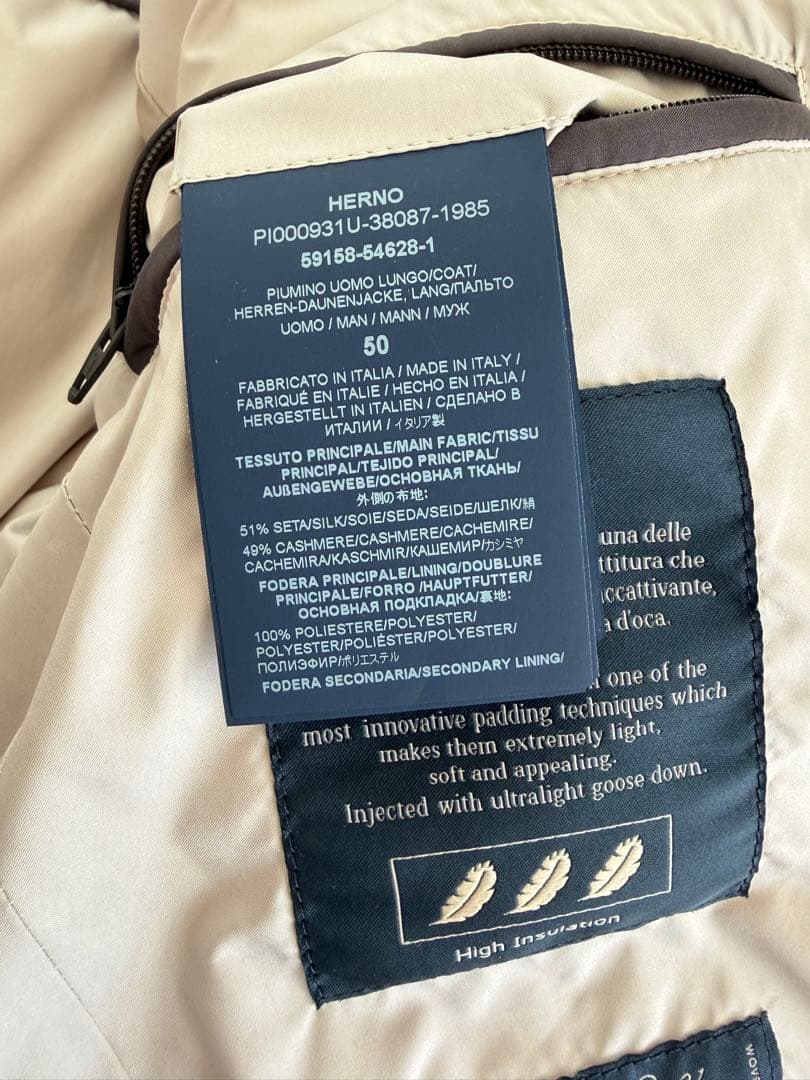 HERNO
PI000931U-38087-1985
59158-54628-1
PIUMINO UOMO LUNGO/COAT/
HERREN-DAUNENJACKE, LANG/ПАЛЬТО
UOMO / MAN / MANN / МУЖ
50
FABBRICATO IN ITALIA / MADE IN ITALY /
FABRIQUÉ EN ITALIE / HECHO EN ITALIEN /
HERGESTELLT IN ITALIEN / СДЕЛАНО В
ИТАЛИИ / イタリア製
TESSUTO PRINCIPALE/MAIN FABRIC/TISSU
PRINCIPAL/TEJIDO PRINCIPAL/
AUßENGEWEBE/ОСНОВНАЯ ТКАНЬ/
外側の布地:
51% SETA/SILK/SOIE/SEDA/SEIDE/ШЕЛК/絹
49% CASHMERE/CASHMERE/CACHEMIRE/
CACHEMIRA/KASCHMIR/КАШЕМИР/カシミヤ
FODERA PRINCIPALE/LINING/DOUBLURE
PRINCIPALE/FORRO /HAUPTFUTTER/
ОСНОВНАЯ ПОДКЛАДКА/裏地:
100% POLIESTERE/POLYESTER/
POLYESTER/POLIÉSTER/POLYESTER/
ПОЛИЭФИР/ポリエステル
FODERA SECONDARIA/SECONDARY LINING/
una delle
che
accattivante,
d'oca.
one of the
most innovative padding techniques which
makes them extremely light,
soft and appealing.
Injected with ultralight goose down.
High Insulation